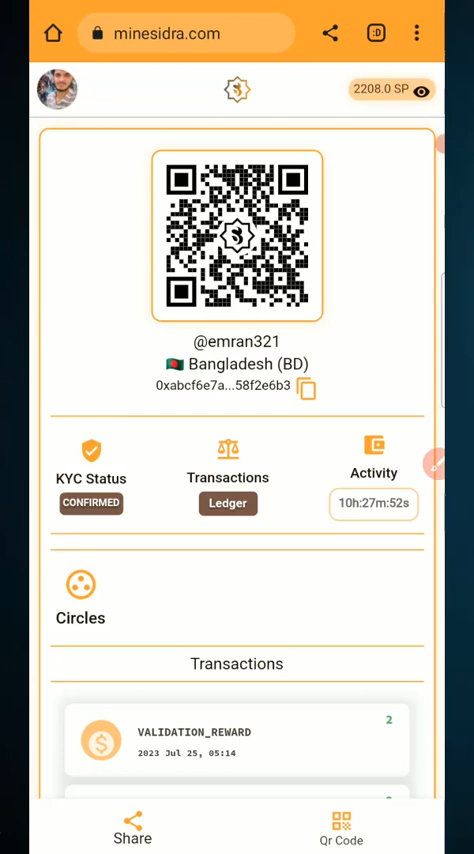 minesidra.com
:D
2208.0 SP
@emran321
Bangladesh (BD)
0xabcf6e7a...58f2e6b3
KYC Status
CONFIRMED
Transactions
Ledger
Activity
10h:27m:52s
Circles
Transactions
2
VALIDATION_REWARD
2023 Jul 25, 05:14
Share
Qr Code